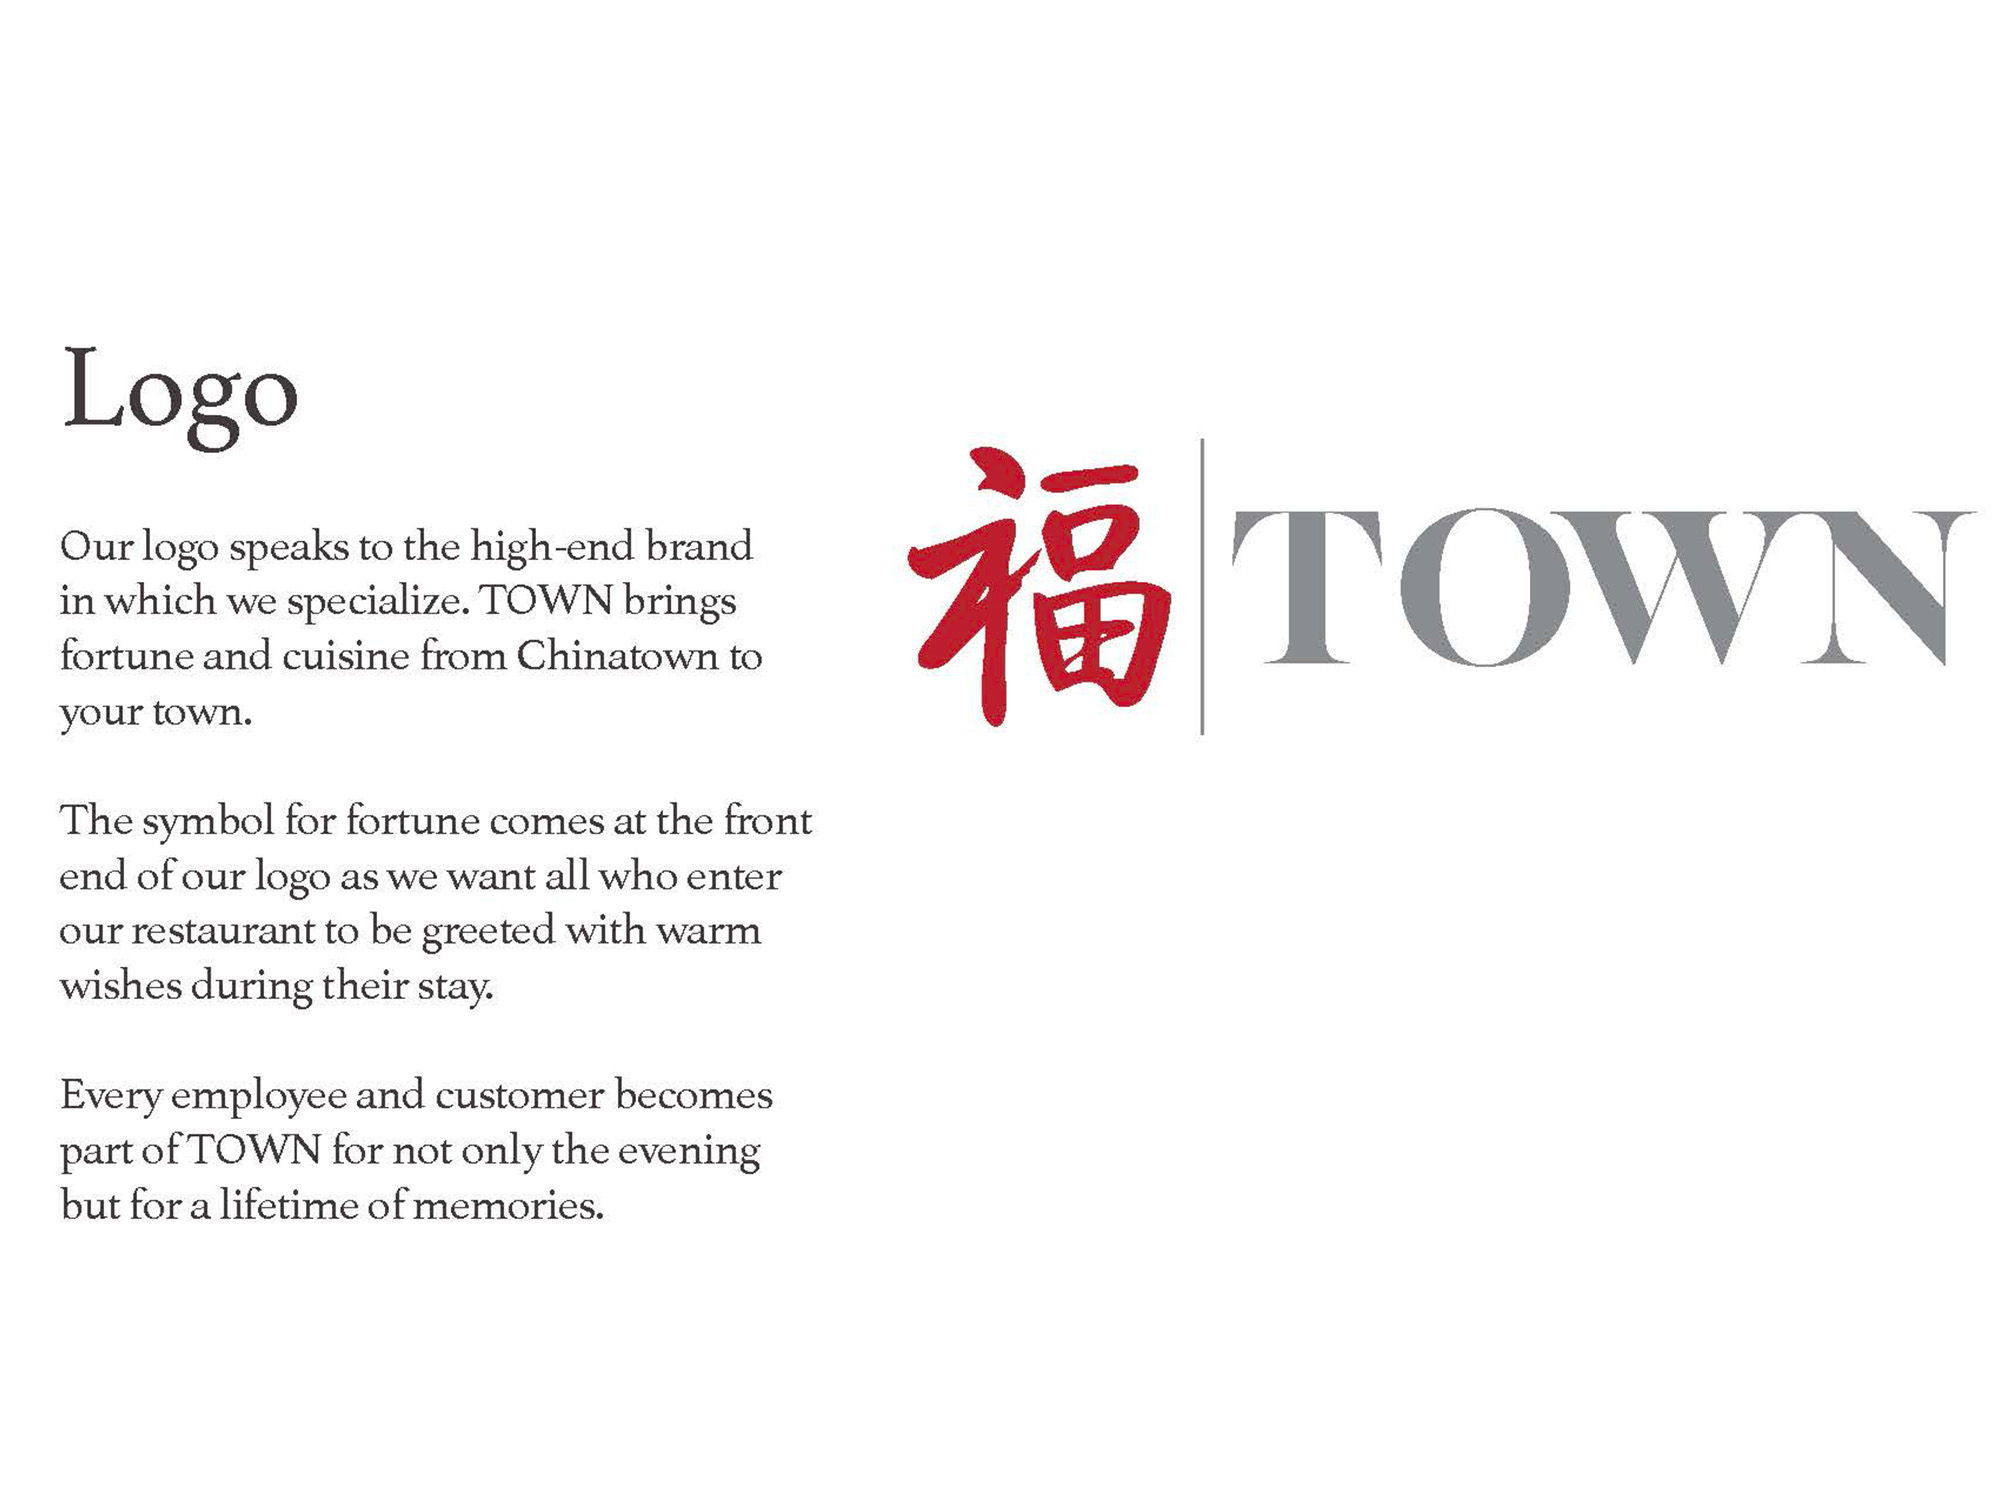 Logo
Our logo speaks to the high-end brand
in which we specialize. TOWN brings
fortune and cuisine from Chinatown to
your town.
The symbol for fortune comes at the front
end of our logo as we want all who enter
our restaurant to be greeted with warm
wishes during their stay.
Every employee and customer becomes
part of TOWN for not only the evening
but for a lifetime of memories.
福 TOWN